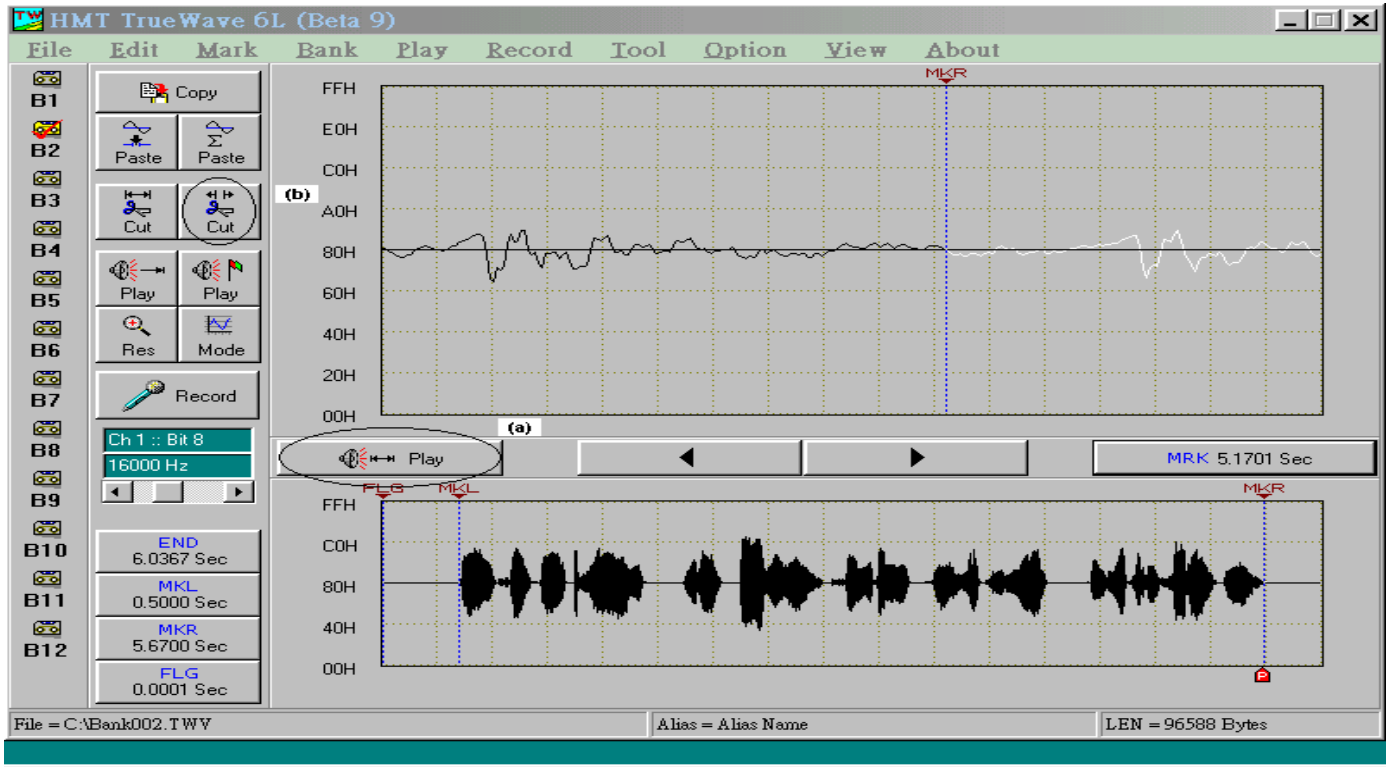 TW HMT TrueWave 6L (Beta 9)
File Edit Mark Bank Play Record Tool Option View About
B1
B2
B3
B4
B5
B6
B7
B8
B9
B10
B11
B12
Copy
Paste Paste
Cut Cut
Play Play
Res Mode
Record
Ch 1 :: Bit 8
16000 Hz
END
6.0367 Sec
MKL
0.5000 Sec
MKR
5.6700 Sec
FLG
0.0001 Sec
MKR
FFH
E0H
C0H
(b)
A0H
80H
60H
40H
20H
00H
(a)
Play MRK 5.1701 Sec
FLG MKL MKR
FFH
C0H
80H
40H
00H
P
File = C:\Bank002.TWV Alias = Alias Name LEN = 96588 Bytes